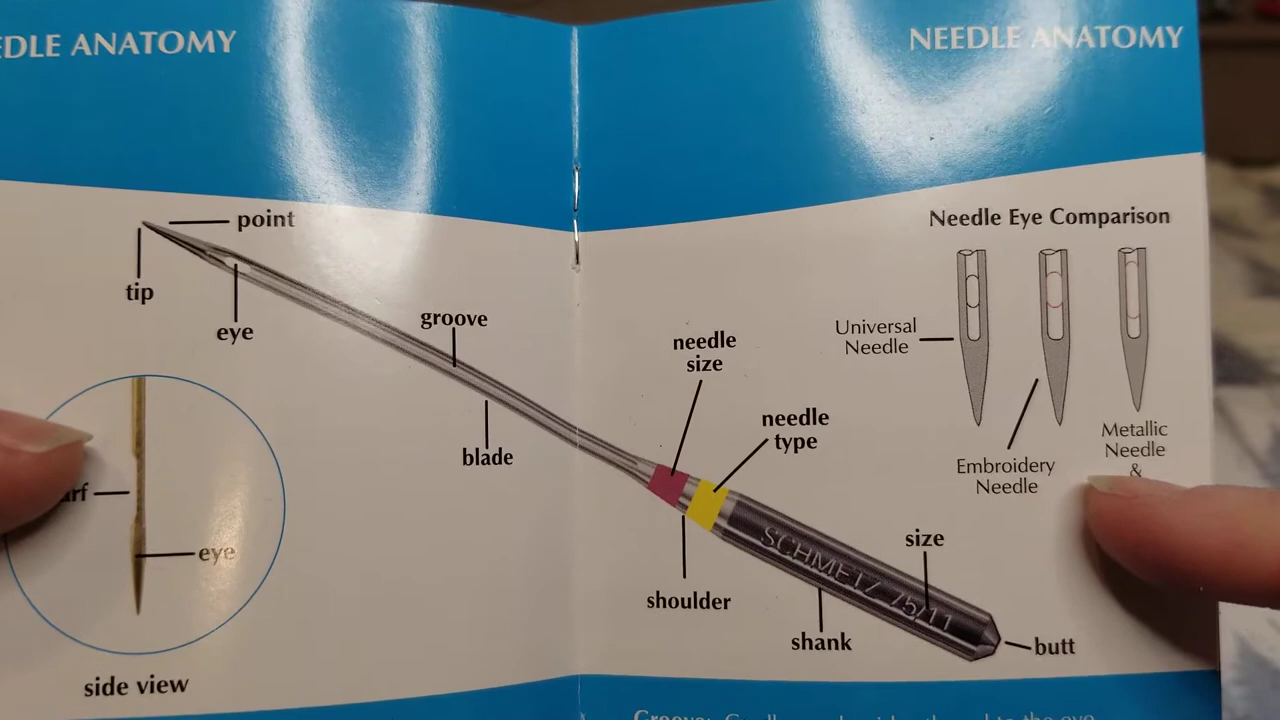 EDLE ANATOMY
NEEDLE ANATOMY
point
tip
eye
groove
blade
arf
eye
side view
needle
size
needle
type
shoulder
SCHMETZ 75/11
size
shank
butt
Needle Eye Comparison
Universal
Needle
Embroidery
Needle
Metallic
Needle
&